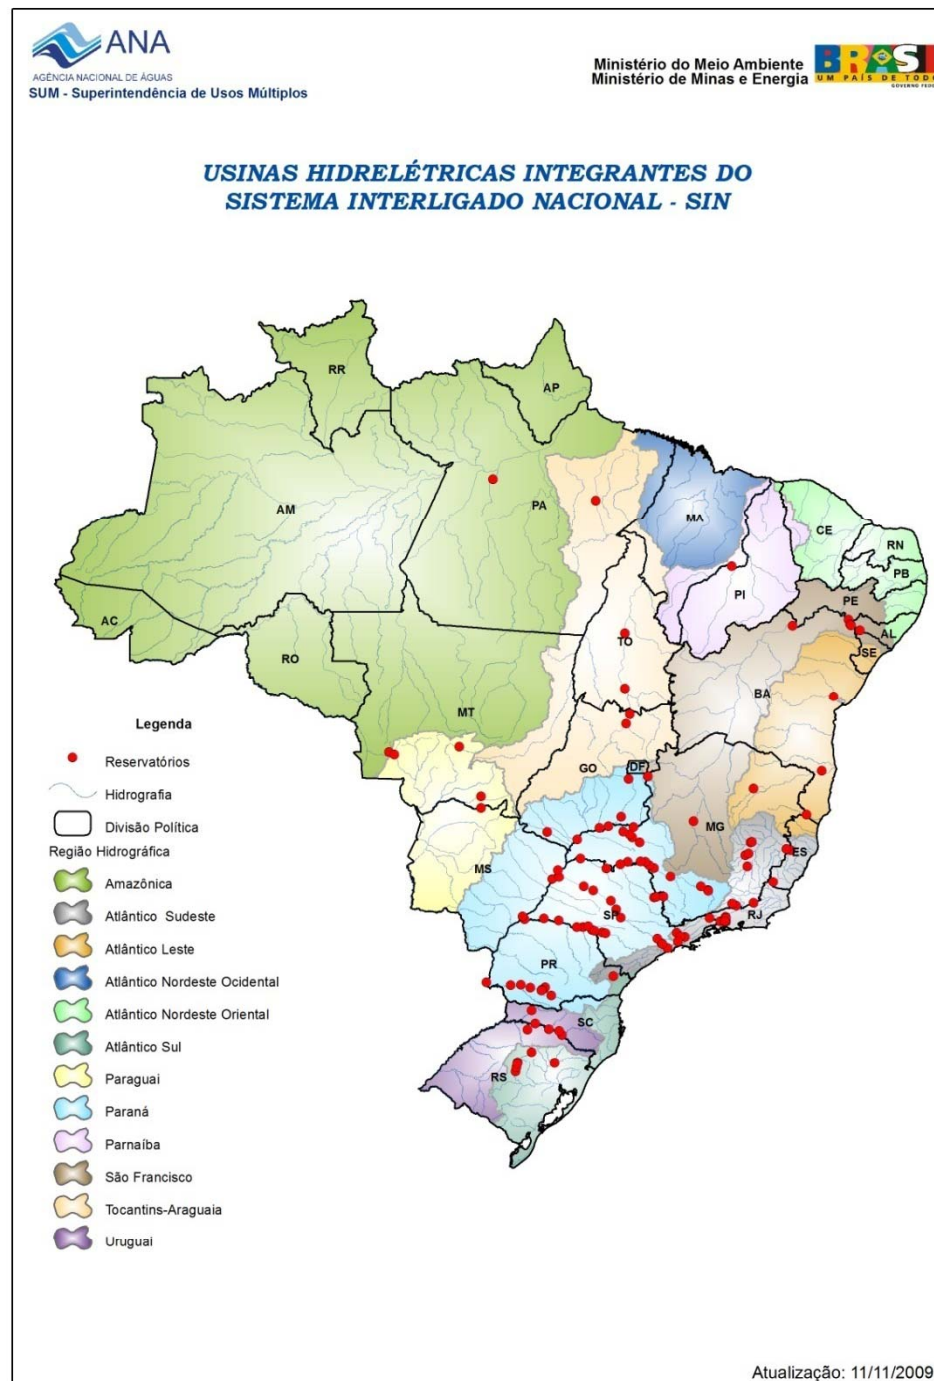 ANA
AGÊNCIA NACIONAL DE ÁGUAS
SUM - Superintendência de Usos Múltiplos
Ministério do Meio Ambiente
Ministério de Minas e Energia
BRASI
UM PAÍS DE TODO
GOVERNO FEDE
USINAS HIDRELÉTRICAS INTEGRANTES DO
SISTEMA INTERLIGADO NACIONAL - SIN
RR
AP
AM
PA
MA
CE
RN
PB
PI
PE
AC
AL
TO
SE
RO
BA
MT
GO
DF
MG
ES
MS
SP
RJ
PR
SC
RS
Legenda
Reservatórios
Hidrografia
Divisão Política
Região Hidrográfica
Amazônica
Atlântico Sudeste
Atlântico Leste
Atlântico Nordeste Ocidental
Atlântico Nordeste Oriental
Atlântico Sul
Paraguai
Paraná
Parnaíba
São Francisco
Tocantins-Araguaia
Uruguai
Atualização: 11/11/2009